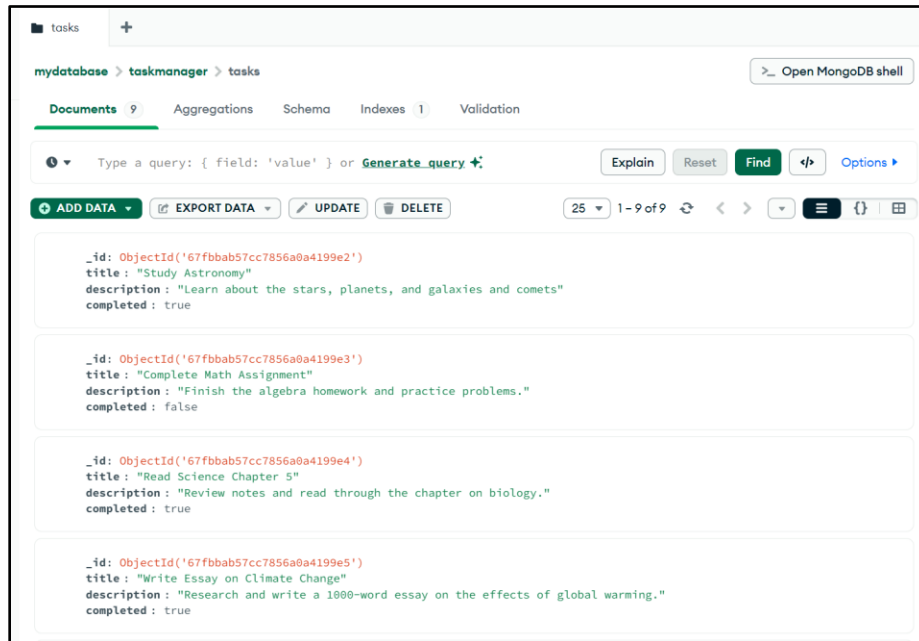 tasks
mydatabase > taskmanager > tasks
>_ Open MongoDB shell
Documents 9 Aggregations Schema Indexes 1 Validation
Type a query: { field: 'value' } or Generate query
Explain Reset Find </> Options
ADD DATA EXPORT DATA UPDATE DELETE
25 1 – 9 of 9 {}
_id: ObjectId('67fbbab57cc7856a0a4199e2')
title : "Study Astronomy"
description : "Learn about the stars, planets, and galaxies and comets"
completed : true
_id: ObjectId('67fbbab57cc7856a0a4199e3')
title : "Complete Math Assignment"
description : "Finish the algebra homework and practice problems."
completed : false
_id: ObjectId('67fbbab57cc7856a0a4199e4')
title : "Read Science Chapter 5"
description : "Review notes and read through the chapter on biology."
completed : true
_id: ObjectId('67fbbab57cc7856a0a4199e5')
title : "Write Essay on Climate Change"
description : "Research and write a 1000-word essay on the effects of global warming."
completed : true